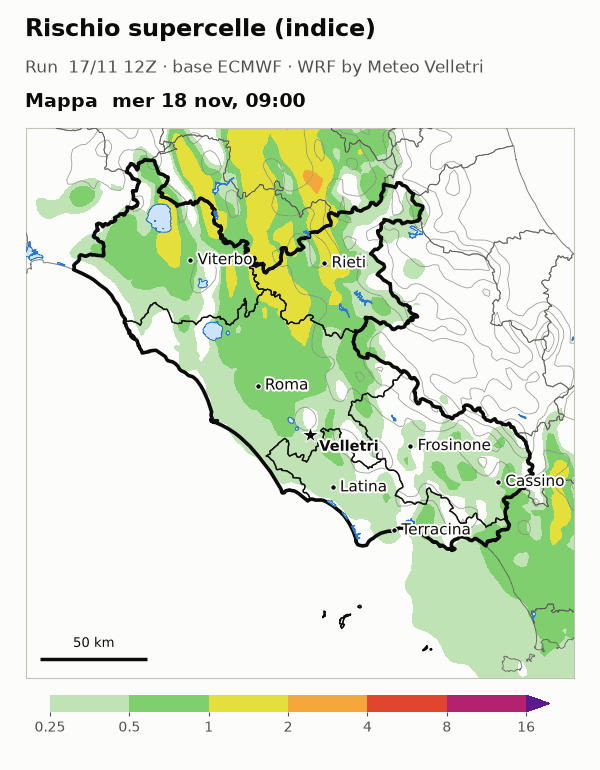 Rischio supercelle (indice)
Run 17/11 12Z · base ECMWF · WRF by Meteo Velletri
Mappa mer 18 nov, 09:00
Viterbo
Rieti
Roma
Velletri
Frosinone
Latina
Cassino
Terracina
50 km
0.25 0.5 1 2 4 8 16